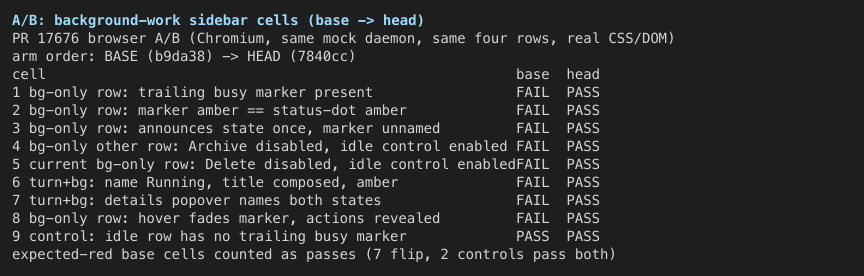 A/B: background-work sidebar cells (base -> head)
PR 17676 browser A/B (Chromium, same mock daemon, same four rows, real CSS/DOM)
arm order: BASE (b9da38) -> HEAD (7840cc)
cell base head
1 bg-only row: trailing busy marker present FAIL PASS
2 bg-only row: marker amber == status-dot amber FAIL PASS
3 bg-only row: announces state once, marker unnamed FAIL PASS
4 bg-only other row: Archive disabled, idle control enabled FAIL PASS
5 current bg-only row: Delete disabled, idle control enabledFAIL PASS
6 turn+bg: name Running, title composed, amber FAIL PASS
7 turn+bg: details popover names both states FAIL PASS
8 bg-only row: hover fades marker, actions revealed FAIL PASS
9 control: idle row has no trailing busy marker PASS PASS
expected-red base cells counted as passes (7 flip, 2 controls pass both)